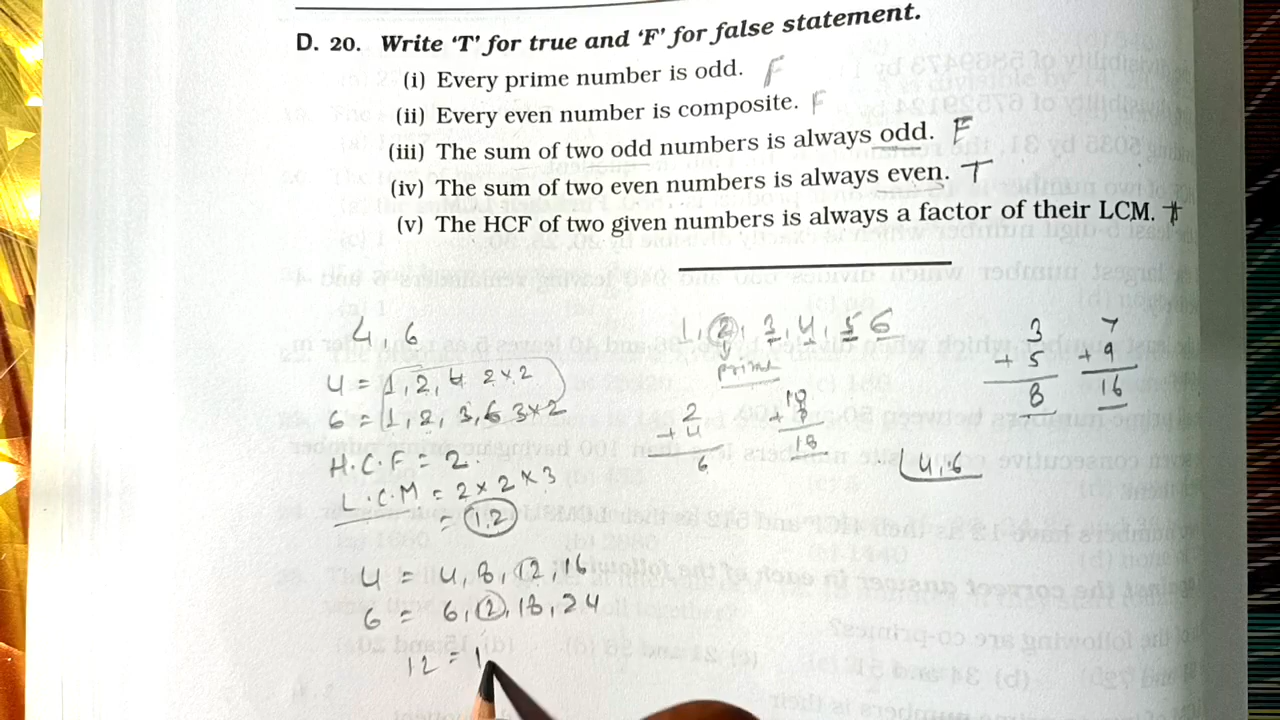 D. 20. Write ‘T’ for true and ‘F’ for false statement.
(i) Every prime number is odd. F
(ii) Every even number is composite. F
(iii) The sum of two odd numbers is always odd. F
(iv) The sum of two even numbers is always even. T
(v) The HCF of two given numbers is always a factor of their LCM. T
4, 6
4 = 1, 2, 4 2×2
6 = 1, 2, 3, 6 3×2
H.C.F = 2.
L.C.M = 2×2×3
= 12
4 = 4, 8, 12, 16
6 = 6, 12, 18, 24
12 = 1
1, 2, 3, 4, 5 6
prime
2
+ 4
6
10
+ 8
18
4, 6
3
+ 5
8
7
+ 9
16